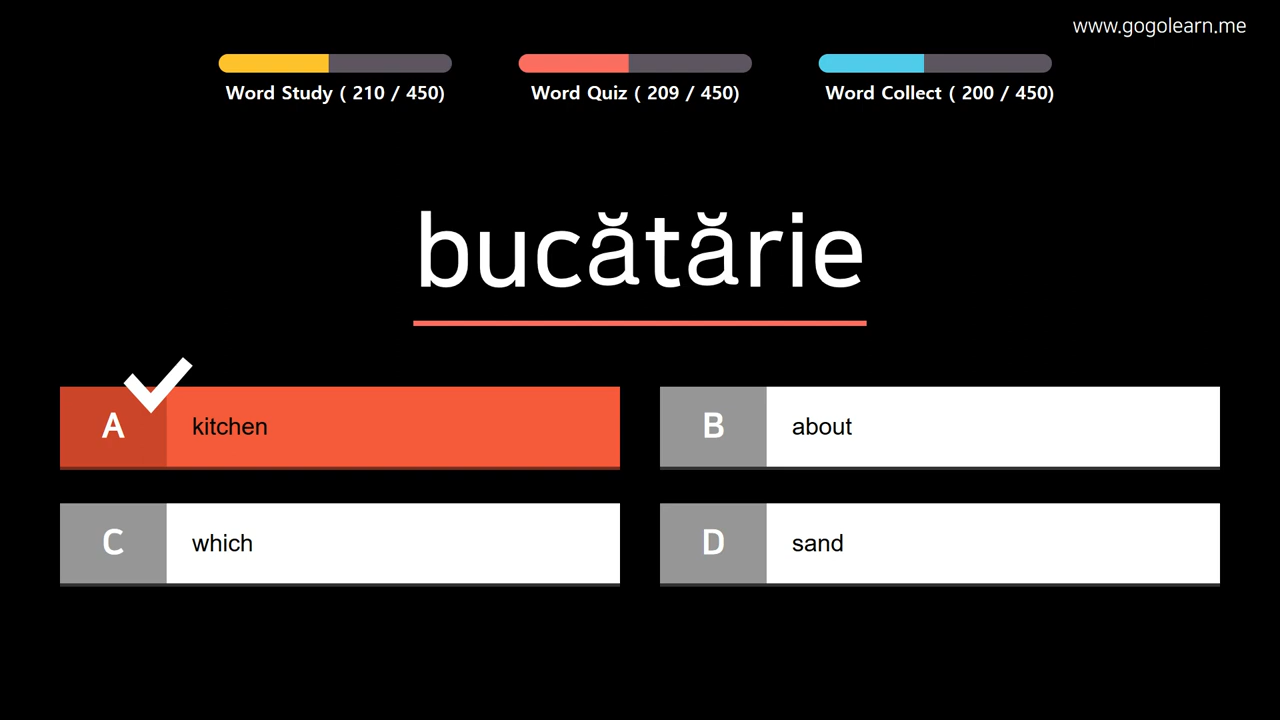 www.gogolearn.me
Word Study ( 210 / 450)
Word Quiz ( 209 / 450)
Word Collect ( 200 / 450)
bucătărie
A kitchen
B about
C which
D sand